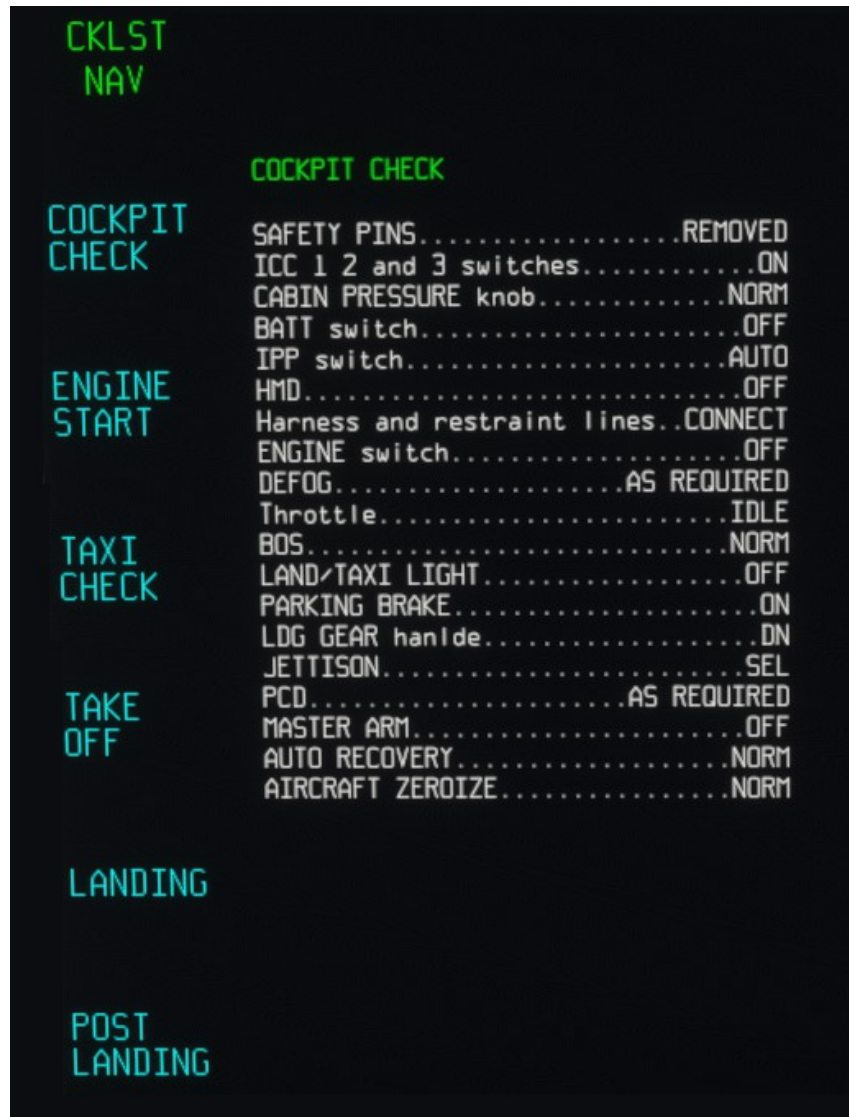 CKLST
NAV
COCKPIT CHECK
COCKPIT
CHECK
ENGINE
START
TAXI
CHECK
TAKE
OFF
LANDING
POST
LANDING
SAFETY PINS..................REMOVED
ICC 1 2 and 3 switches............ON
CABIN PRESSURE knob.............NORM
BATT switch......................OFF
IPP switch......................AUTO
HMD..............................OFF
Harness and restraint lines..CONNECT
ENGINE switch....................OFF
DEFOG....................AS REQUIRED
Throttle........................IDLE
BOS.............................NORM
LAND/TAXI LIGHT..................OFF
PARKING BRAKE.....................ON
LDG GEAR hanlde...................DN
JETTISON.........................SEL
PCD......................AS REQUIRED
MASTER ARM.......................OFF
AUTO RECOVERY...................NORM
AIRCRAFT ZEROIZE................NORM